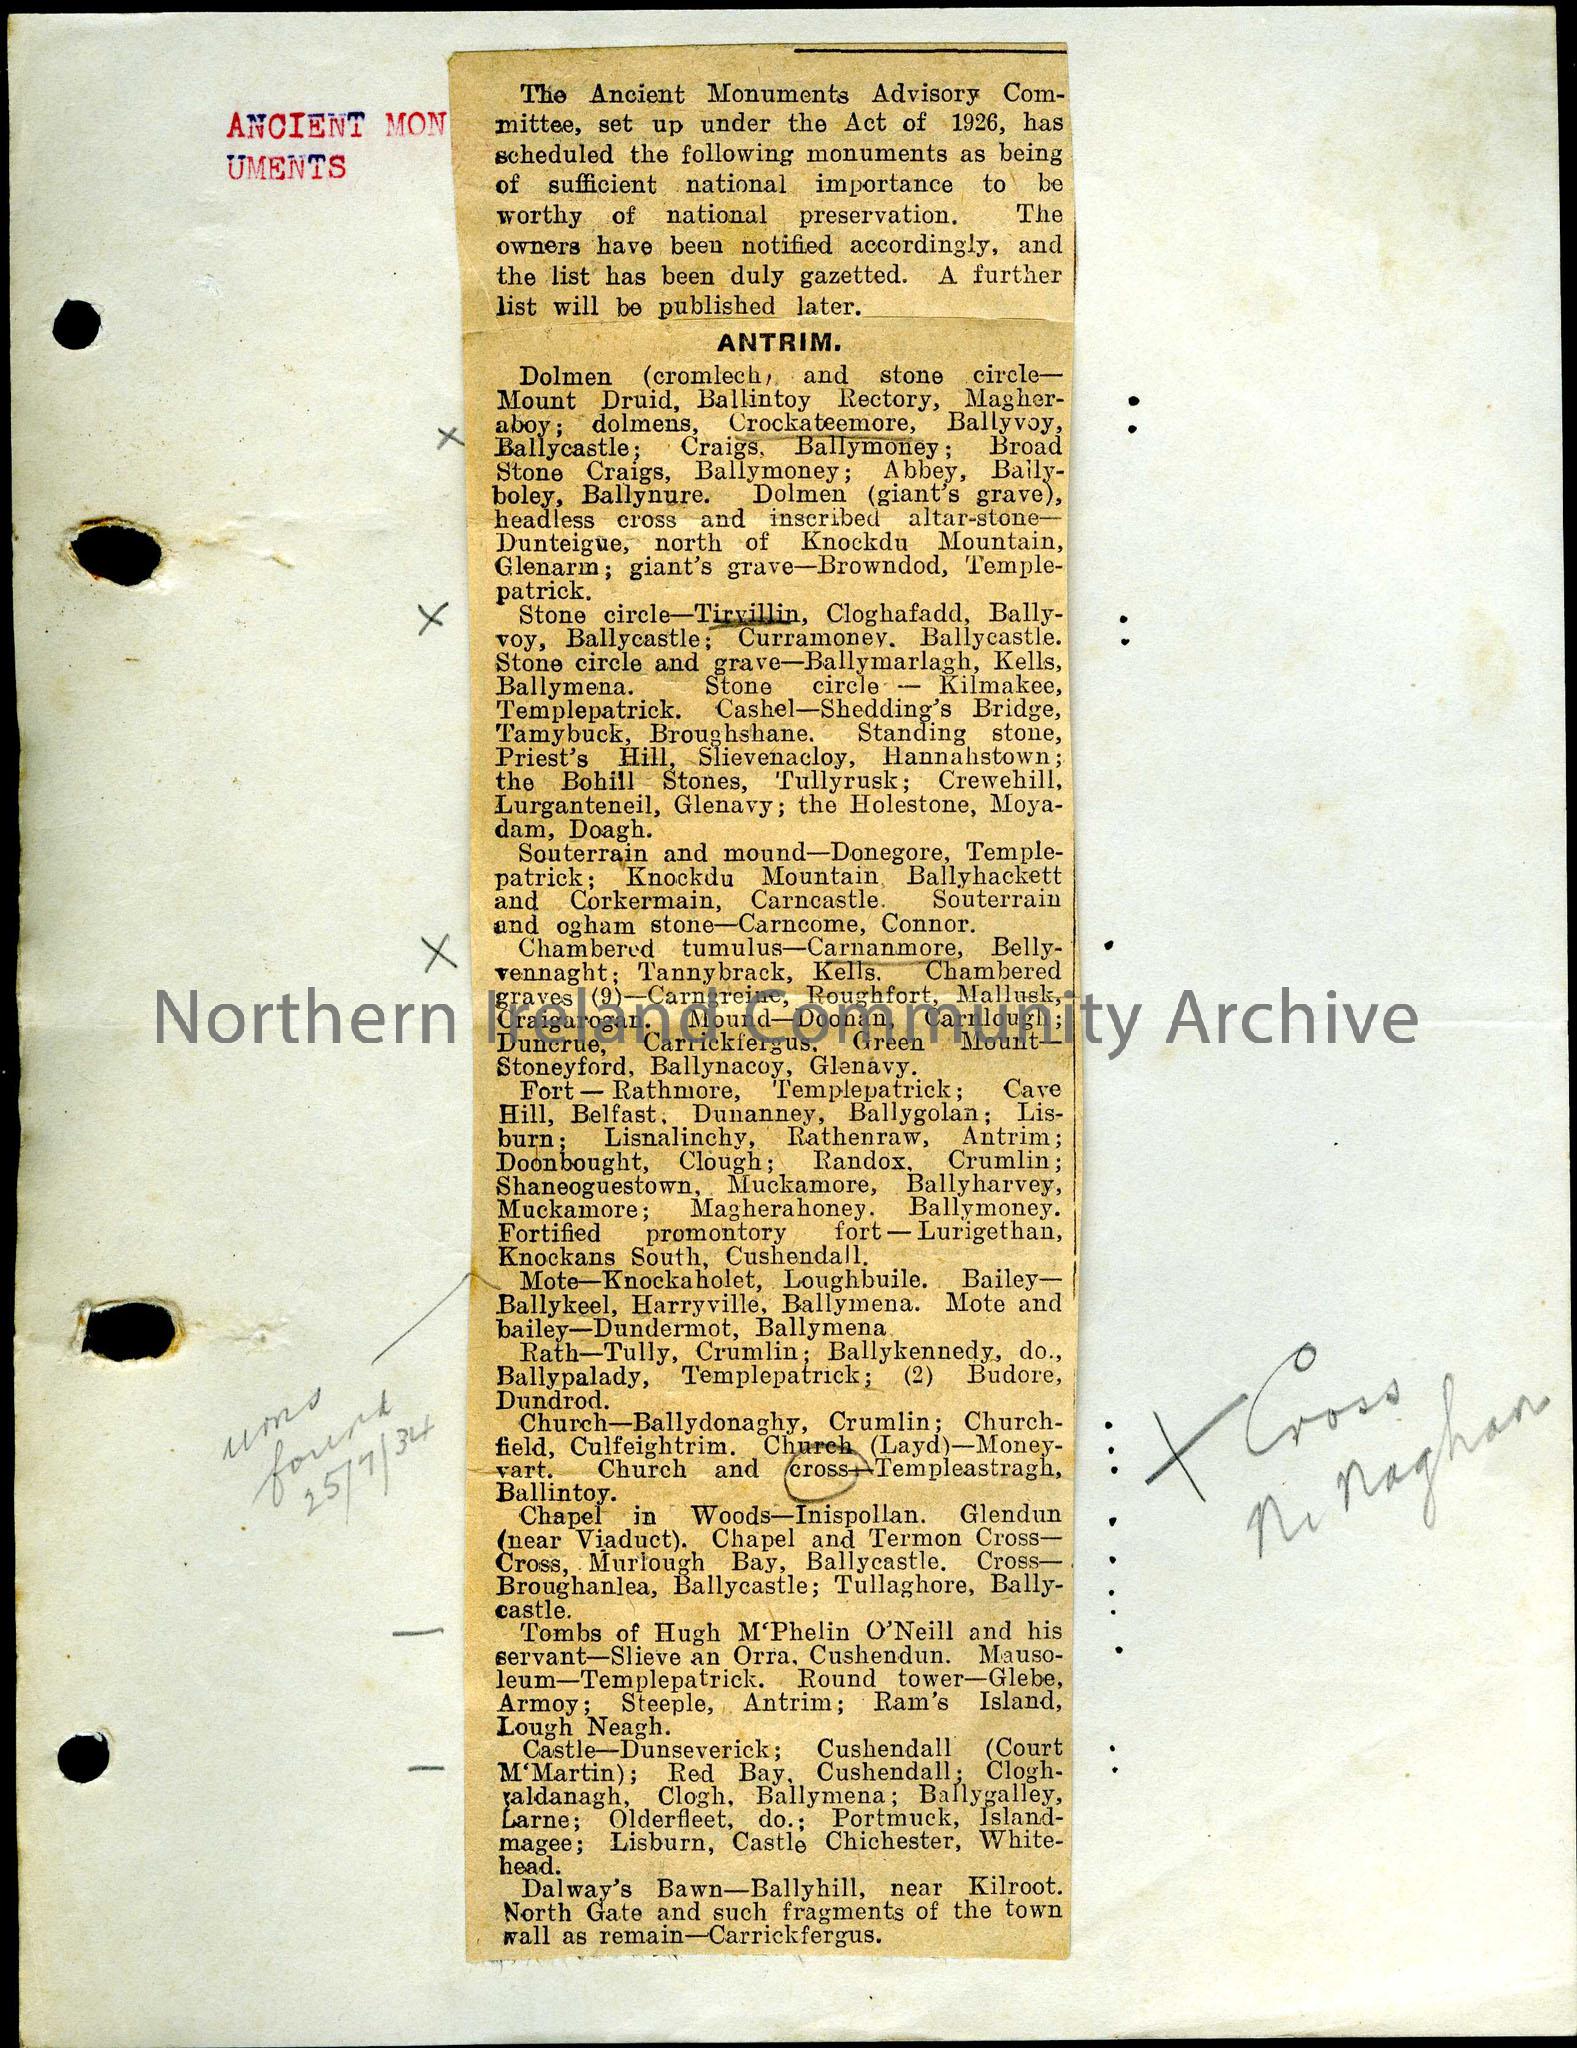 ANCIENT MON
UMENTS
The Ancient Monuments Advisory Com-
mittee, set up under the Act of 1926, has
scheduled the following monuments as being
of sufficient national importance to be
worthy of national preservation. The
owners have been notified accordingly, and
the list has been duly gazetted. A further
list will be published later.
ANTRIM.
Dolmen (cromlech) and stone circle—
Mount Druid, Ballintoy Rectory, Magher-
aboy; dolmens, Crockateemore, Ballyvoy,
Ballycastle; Craigs, Ballymoney; Broad
Stone Craigs, Ballymoney; Abbey, Bally-
boley, Ballynure. Dolmen (giant's grave),
headless cross and inscribed altar-stone—
Dunteigue, north of Knockdu Mountain,
Glenarm; giant's grave—Browndod, Temple-
patrick.
Stone circle—Tirvillin, Cloghafadd, Bally-
voy, Ballycastle; Curramoney. Ballycastle.
Stone circle and grave—Ballymarlagh, Kells,
Ballymena. Stone circle — Kilmakee,
Templepatrick. Cashel—Shedding's Bridge,
Tamybuck, Broughshane. Standing stone,
Priest's Hill, Slievenacloy, Hannahstown;
the Bohill Stones, Tullyrusk; Crewehill,
Lurganteneil, Glenavy; the Holestone, Moya-
dam, Doagh.
Souterrain and mound—Donegore, Temple-
patrick; Knockdu Mountain, Ballyhackett
and Corkermain, Carncastle. Souterrain
and ogham stone—Carncome, Connor.
Chambered tumulus—Carnanmore, Belly-
vennaght; Tannybrack, Kells. Chambered
graves (9)—Carngreine, Roughfort, Mallusk,
Northern Ireland Community Archive
Craigarogan. Mound—Doonan, Carnlough;
Duncrue, Carrickfergus. Green Mount—
Stoneyford, Ballynacoy, Glenavy.
Fort — Rathmore, Templepatrick; Cave
Hill, Belfast, Dunanney, Ballygolan; Lis-
burn; Lisnalinchy, Rathenraw, Antrim;
Doonbought, Clough; Randox, Crumlin;
Shaneoguestown, Muckamore, Ballyharvey,
Muckamore; Magherahoney. Ballymoney.
Fortified promontory fort — Lurigethan,
Knockans South, Cushendall.
Mote—Knockaholet, Loughbuile. Bailey—
Ballykeel, Harryville, Ballymena. Mote and
bailey—Dundermot, Ballymena
Rath—Tully, Crumlin; Ballykennedy, do.,
Ballypalady, Templepatrick; (2) Budore,
Dundrod.
Church—Ballydonaghy, Crumlin; Church-
field, Culfeightrim. Church (Layd)—Money-
vart. Church and cross—Templeastragh,
Ballintoy.
Chapel in Woods—Inispollan. Glendun
(near Viaduct). Chapel and Termon Cross—
Cross, Murlough Bay, Ballycastle. Cross—
Broughanlea, Ballycastle; Tullaghore, Bally-
castle.
Tombs of Hugh M'Phelin O'Neill and his
servant—Slieve an Orra, Cushendun. Mauso-
leum—Templepatrick. Round tower—Glebe,
Armoy; Steeple, Antrim; Ram's Island,
Lough Neagh.
Castle—Dunseverick; Cushendall (Court
M'Martin); Red Bay, Cushendall; Clogh-
galdanagh, Clogh, Ballymena; Ballygalley,
Larne; Olderfleet, do.; Portmuck, Island-
magee; Lisburn, Castle Chichester, White-
head.
Dalway's Bawn—Ballyhill, near Kilroot.
North Gate and such fragments of the town
wall as remain—Carrickfergus.
urns
found
25/7/34
Cross